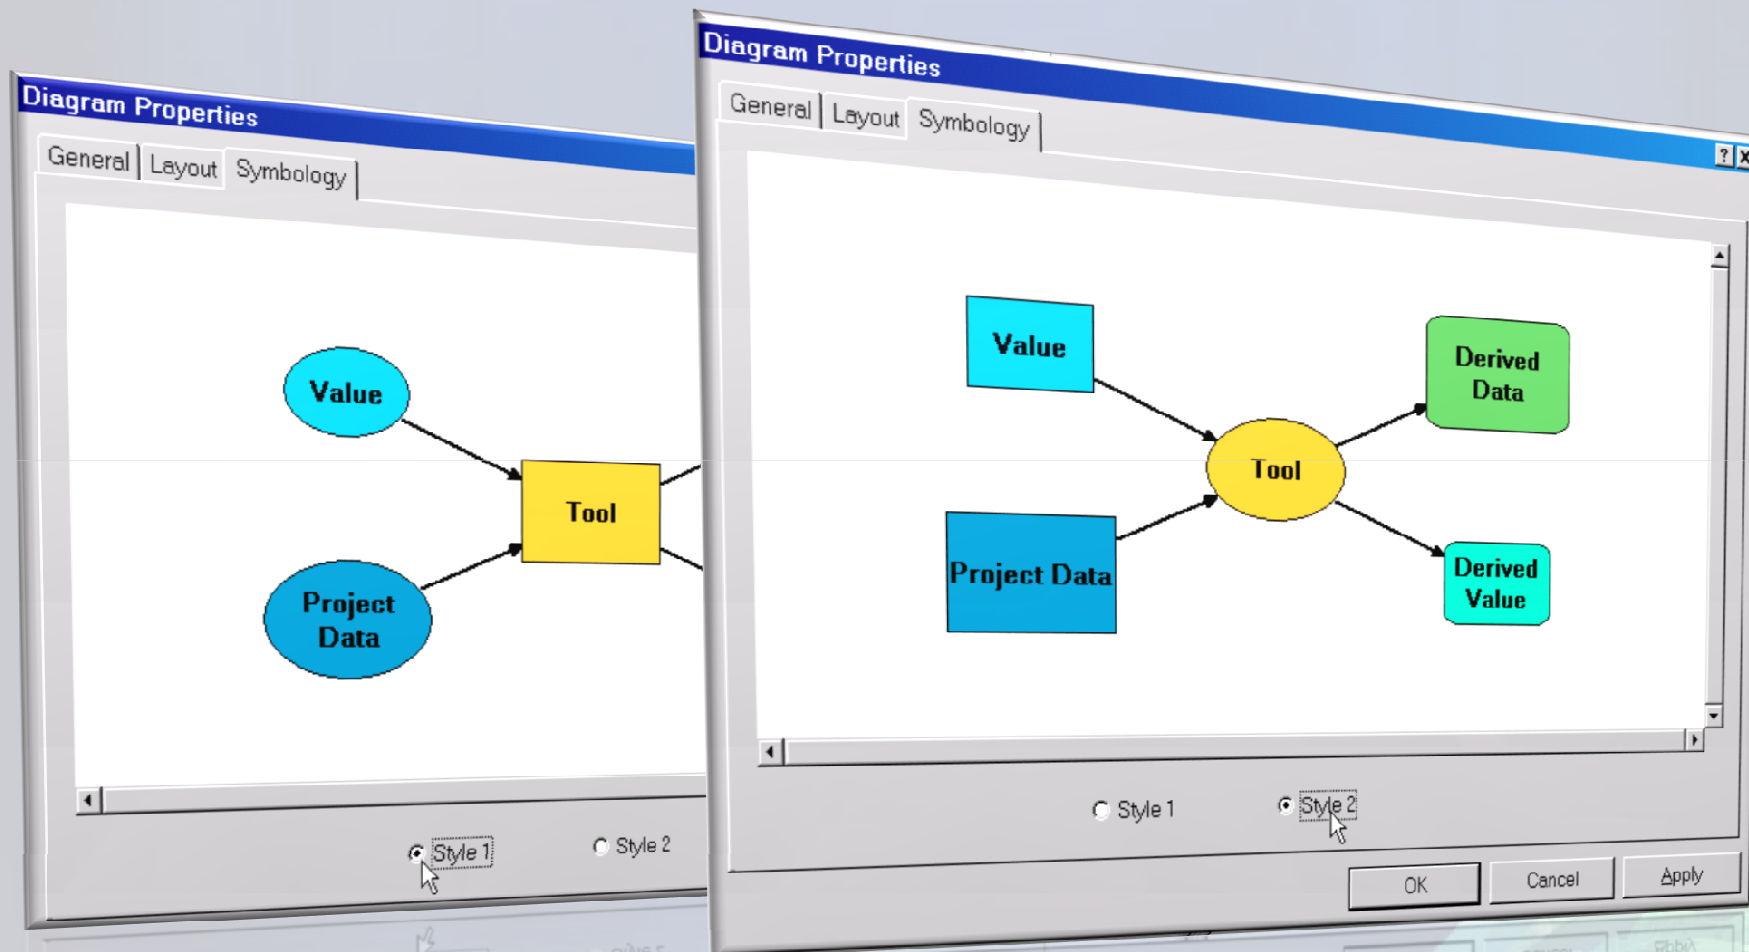 Diagram Properties
General
Layout
Symbology
Value
Tool
Project
Data
Style 1
Style 2
Diagram Properties
? X
General
Layout
Symbology
Value
Derived
Data
Tool
Project Data
Derived
Value
Style 1
Style 2
OK
Cancel
Apply